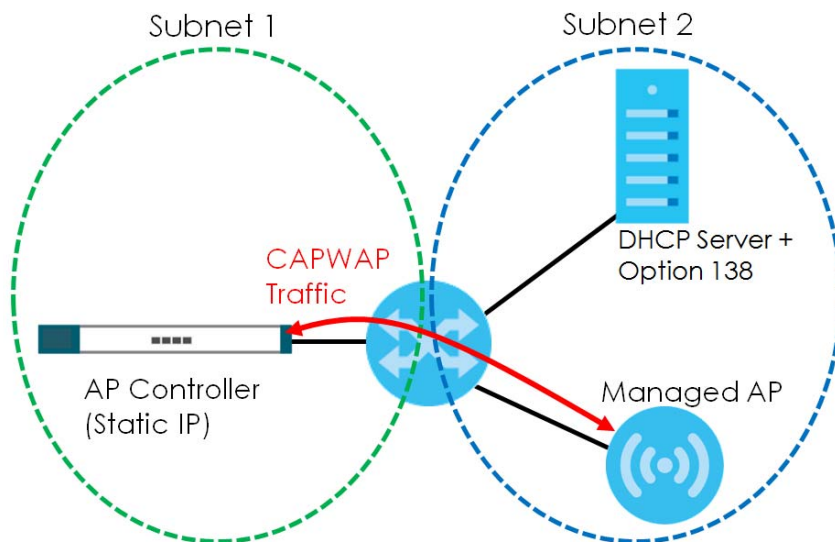 Subnet 1
Subnet 2
DHCP Server +
Option 138
CAPWAP
Traffic
AP Controller
(Static IP)
Managed AP